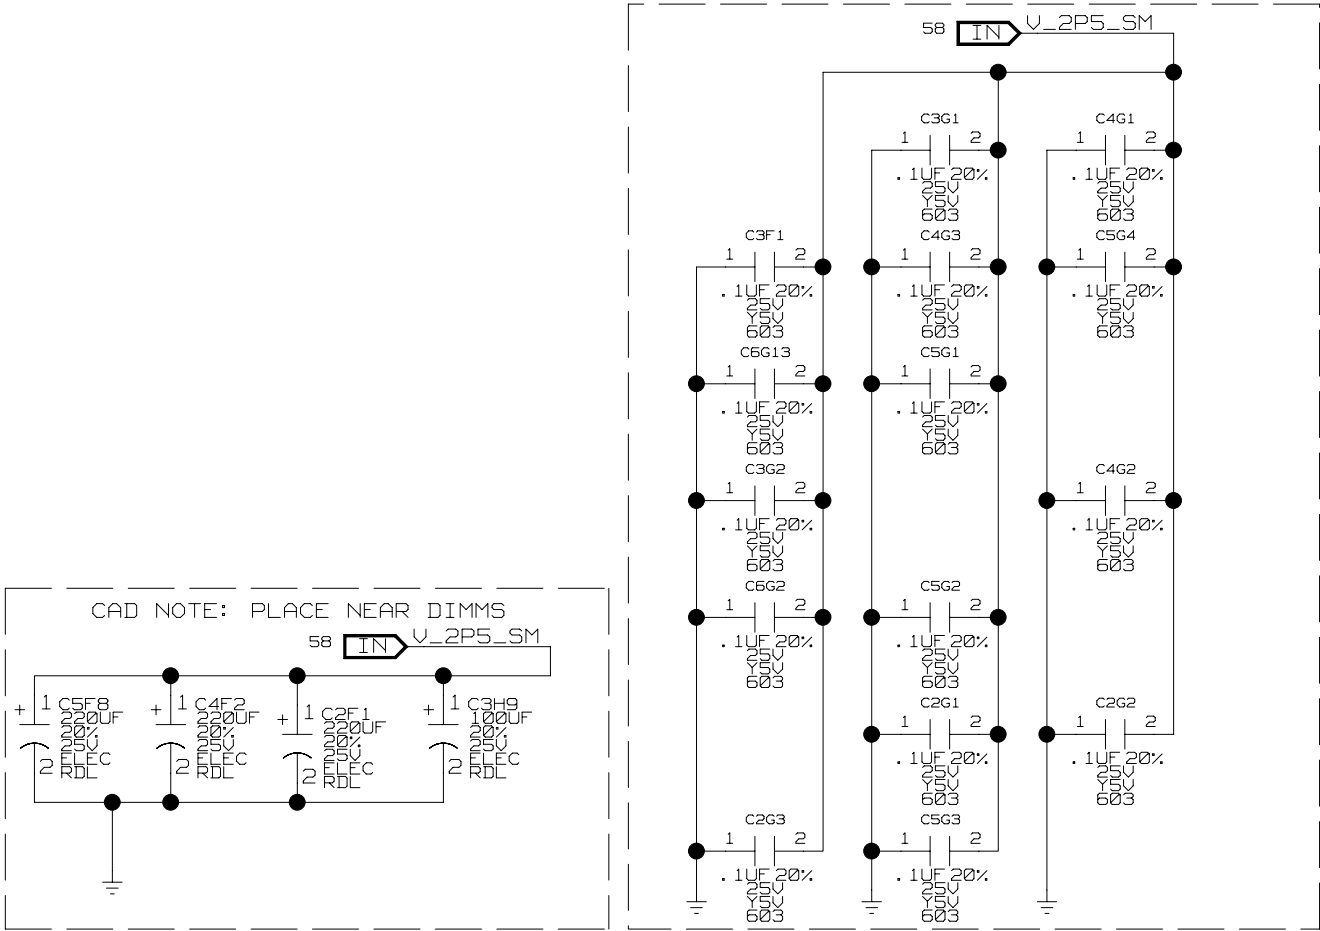 CAD NOTE: PLACE NEAR DIMMS
58 IN V_2P5_SM
+ 1 C5F8
220UF
20%
25V
ELEC
2 RDL
+ 1 C4F2
220UF
20%
25V
ELEC
2 RDL
+ 1 C2F1
220UF
20%
25V
ELEC
2 RDL
+ 1 C3H9
100UF
20%
25V
ELEC
2 RDL
58 IN V_2P5_SM
C3F1
1 2
.1UF 20%
25V
Y5V
603
C6G13
1 2
.1UF 20%
25V
Y5V
603
C3G2
1 2
.1UF 20%
25V
Y5V
603
C6G2
1 2
.1UF 20%
25V
Y5V
603
C2G3
1 2
.1UF 20%
25V
Y5V
603
C3G1
1 2
.1UF 20%
25V
Y5V
603
C4G3
1 2
.1UF 20%
25V
Y5V
603
C5G1
1 2
.1UF 20%
25V
Y5V
603
C5G2
1 2
.1UF 20%
25V
Y5V
603
C2G1
1 2
.1UF 20%
25V
Y5V
603
C5G3
1 2
.1UF 20%
25V
Y5V
603
C4G1
1 2
.1UF 20%
25V
Y5V
603
C5G4
1 2
.1UF 20%
25V
Y5V
603
C4G2
1 2
.1UF 20%
25V
Y5V
603
C2G2
1 2
.1UF 20%
25V
Y5V
603